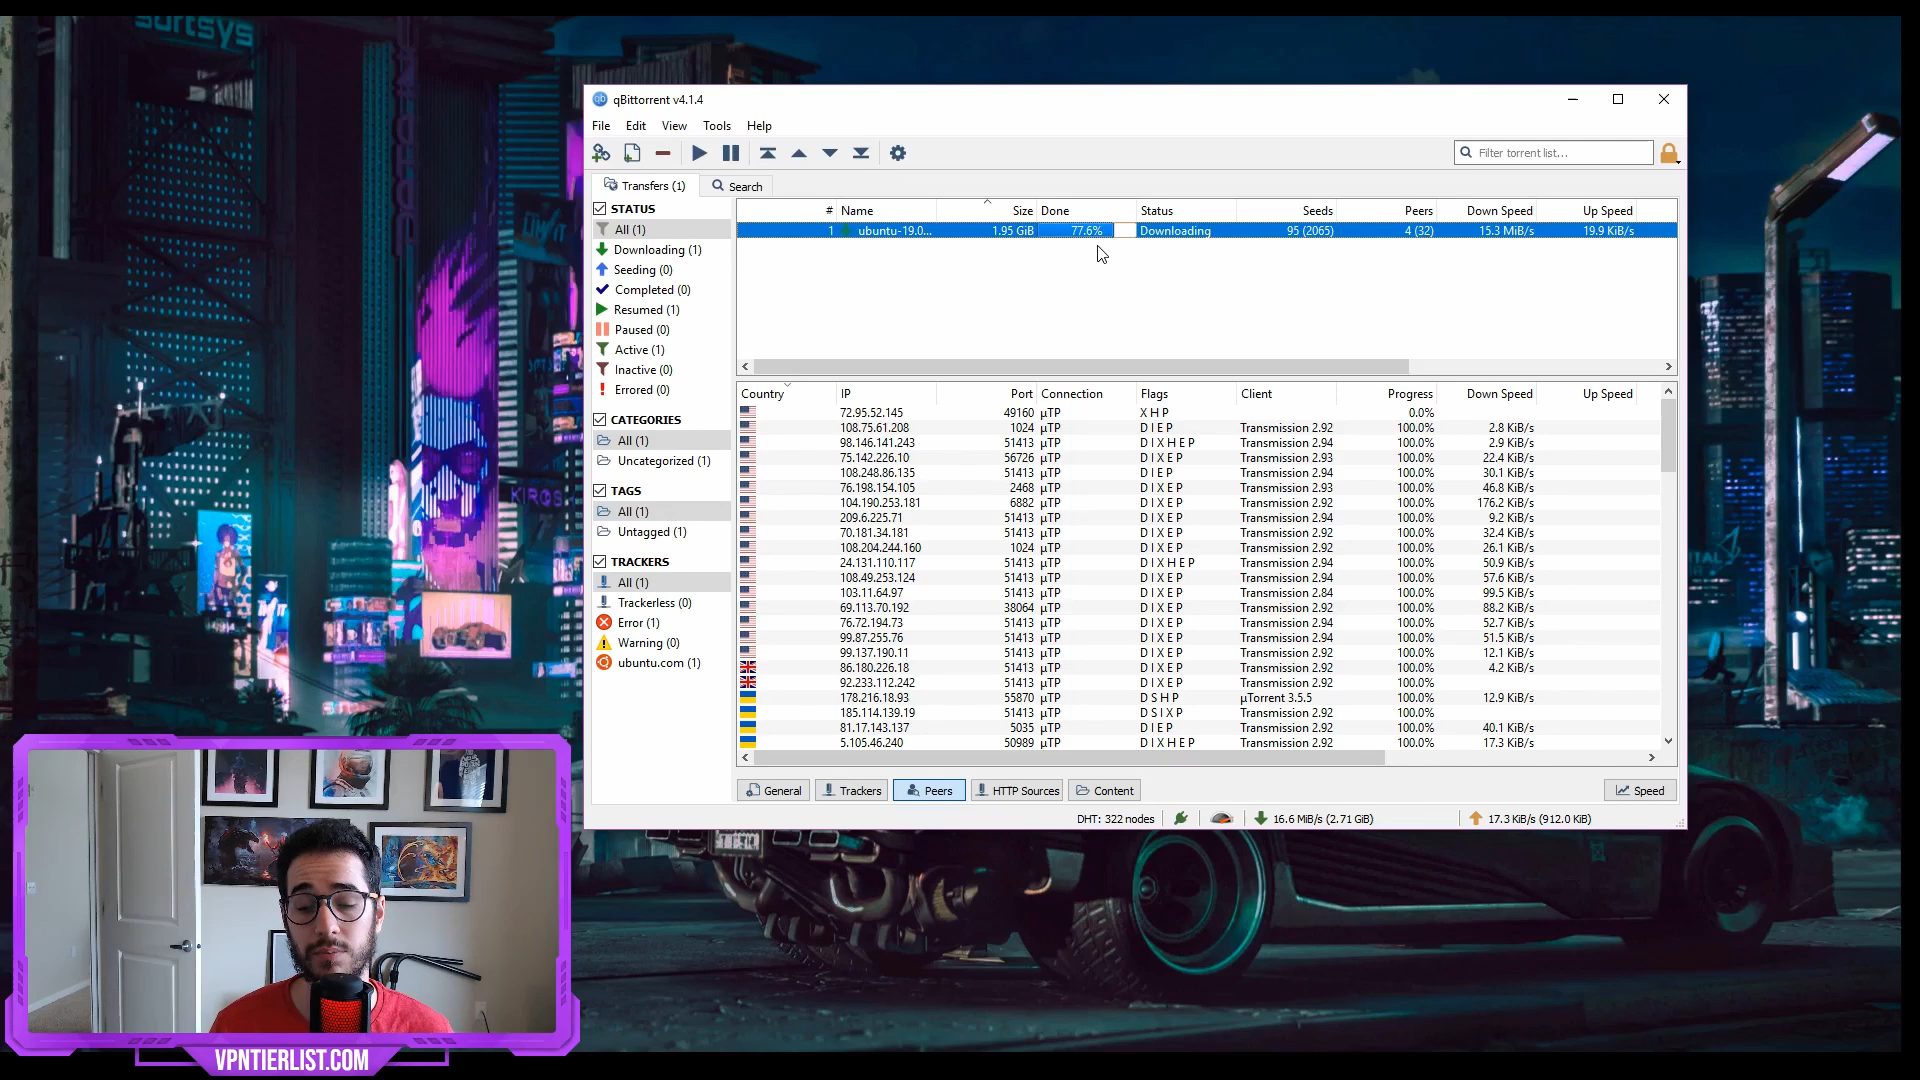 surtsys
KIROSH
qBittorrent v4.1.4
File Edit View Tools Help
Filter torrent list...
Transfers (1) Search
STATUS
All (1)
Downloading (1)
Seeding (0)
Completed (0)
Resumed (1)
Paused (0)
Active (1)
Inactive (0)
Errored (0)
CATEGORIES
All (1)
Uncategorized (1)
TAGS
All (1)
Untagged (1)
TRACKERS
All (1)
Trackerless (0)
Error (1)
Warning (0)
ubuntu.com (1)
# Name Size Done Status Seeds Peers Down Speed Up Speed
1 ubuntu-19.0... 1.95 GiB 77.6% Downloading 95 (2065) 4 (32) 15.3 MiB/s 19.9 KiB/s
Country IP Port Connection Flags Client Progress Down Speed Up Speed
72.95.52.145 49160 μTP X H P 0.0%
108.75.61.208 1024 μTP D I E P Transmission 2.92 100.0% 2.8 KiB/s
98.146.141.243 51413 μTP D I X H E P Transmission 2.94 100.0% 2.9 KiB/s
75.142.226.10 56726 μTP D I X E P Transmission 2.93 100.0% 22.4 KiB/s
108.248.86.135 51413 μTP D I E P Transmission 2.94 100.0% 30.1 KiB/s
76.198.154.105 2468 μTP D I X E P Transmission 2.93 100.0% 46.8 KiB/s
104.190.253.181 6882 μTP D I X E P Transmission 2.92 100.0% 176.2 KiB/s
209.6.225.71 51413 μTP D I X E P Transmission 2.94 100.0% 9.2 KiB/s
70.181.34.181 51413 μTP D I X E P Transmission 2.92 100.0% 32.4 KiB/s
108.204.244.160 1024 μTP D I X E P Transmission 2.92 100.0% 26.1 KiB/s
24.131.110.117 51413 μTP D I X H E P Transmission 2.94 100.0% 50.9 KiB/s
108.49.253.124 51413 μTP D I X E P Transmission 2.94 100.0% 57.6 KiB/s
103.11.64.97 51413 μTP D I X E P Transmission 2.84 100.0% 99.5 KiB/s
69.113.70.192 38064 μTP D I X E P Transmission 2.92 100.0% 88.2 KiB/s
76.72.194.73 51413 μTP D I X E P Transmission 2.94 100.0% 52.7 KiB/s
99.87.255.76 51413 μTP D I X E P Transmission 2.94 100.0% 51.5 KiB/s
99.137.190.11 51413 μTP D I X E P Transmission 2.92 100.0% 12.1 KiB/s
86.180.226.18 51413 μTP D I X E P Transmission 2.92 100.0% 4.2 KiB/s
92.233.112.242 51413 μTP D I X E P Transmission 2.92 100.0%
178.216.18.93 55870 μTP D S H P μTorrent 3.5.5 100.0% 12.9 KiB/s
185.114.139.19 51413 μTP D S I X P Transmission 2.92 100.0%
81.17.143.137 5035 μTP D I E P Transmission 2.92 100.0% 40.1 KiB/s
5.105.46.240 50989 μTP D I X H E P Transmission 2.92 100.0% 17.3 KiB/s
General Trackers Peers HTTP Sources Content Speed
DHT: 322 nodes 16.6 MiB/s (2.71 GiB) 17.3 KiB/s (912.0 KiB)
VPNTIERLIST.COM